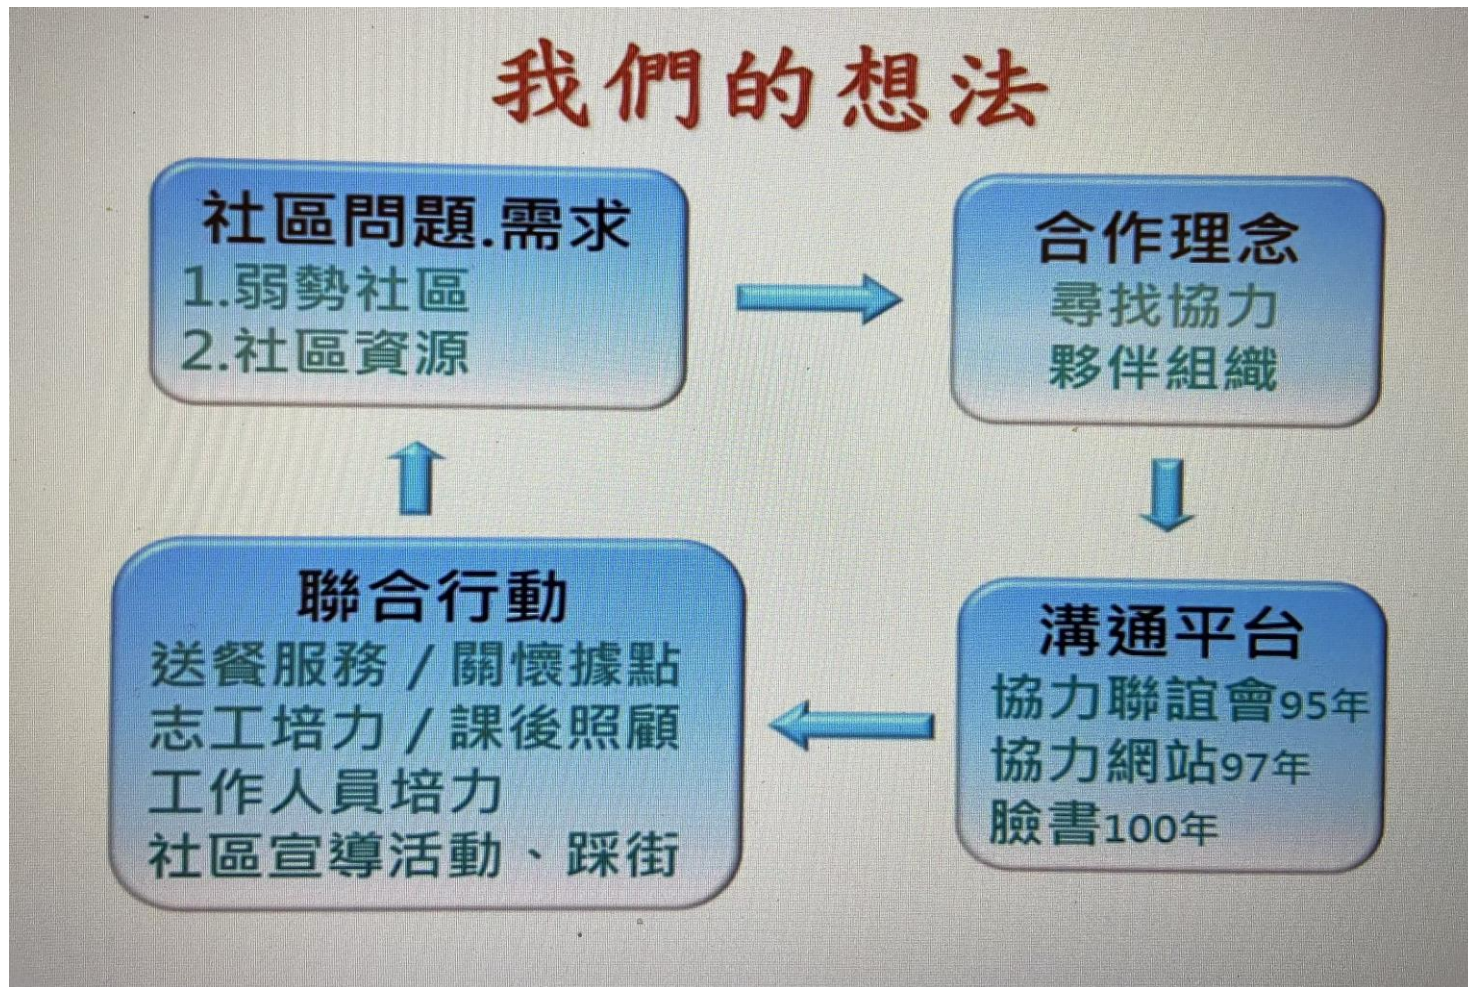 我們的想法
社區問題.需求
1.弱勢社區
2.社區資源
合作理念
尋找協力
夥伴組織
溝通平台
協力聯誼會95年
協力網站97年
臉書100年
聯合行動
送餐服務 / 關懷據點
志工培力 / 課後照顧
工作人員培力
社區宣導活動、踩街